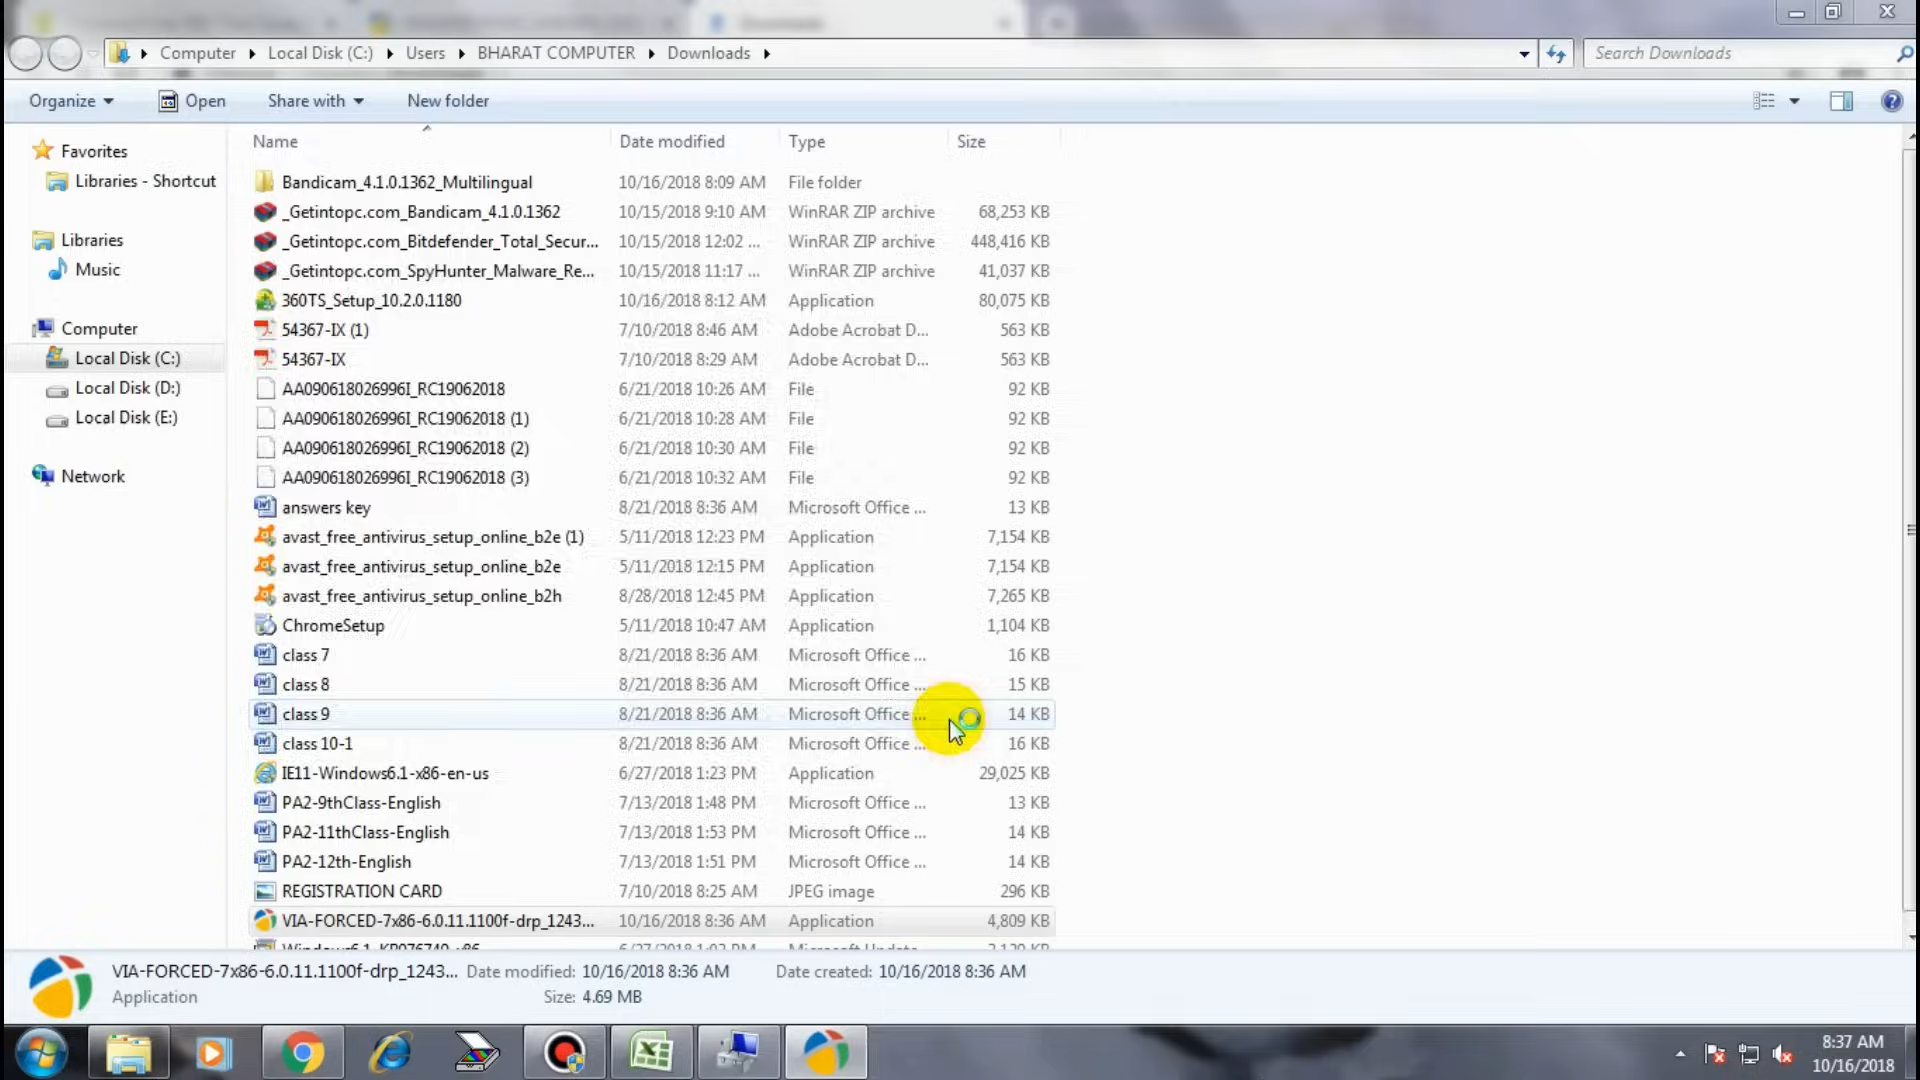 Computer Local Disk (C:) Users BHARAT COMPUTER Downloads
Search Downloads
Organize Open Share with New folder
Name Date modified Type Size
Favorites
Libraries - Shortcut
Libraries
Music
Computer
Local Disk (C:)
Local Disk (D:)
Local Disk (E:)
Network
Bandicam_4.1.0.1362_Multilingual 10/16/2018 8:09 AM File folder
_Getintopc.com_Bandicam_4.1.0.1362 10/15/2018 9:10 AM WinRAR ZIP archive 68,253 KB
_Getintopc.com_Bitdefender_Total_Secur... 10/15/2018 12:02 ... WinRAR ZIP archive 448,416 KB
_Getintopc.com_SpyHunter_Malware_Re... 10/15/2018 11:17 ... WinRAR ZIP archive 41,037 KB
360TS_Setup_10.2.0.1180 10/16/2018 8:12 AM Application 80,075 KB
54367-IX (1) 7/10/2018 8:46 AM Adobe Acrobat D... 563 KB
54367-IX 7/10/2018 8:29 AM Adobe Acrobat D... 563 KB
AA090618026996I_RC19062018 6/21/2018 10:26 AM File 92 KB
AA090618026996I_RC19062018 (1) 6/21/2018 10:28 AM File 92 KB
AA090618026996I_RC19062018 (2) 6/21/2018 10:30 AM File 92 KB
AA090618026996I_RC19062018 (3) 6/21/2018 10:32 AM File 92 KB
answers key 8/21/2018 8:36 AM Microsoft Office ... 13 KB
avast_free_antivirus_setup_online_b2e (1) 5/11/2018 12:23 PM Application 7,154 KB
avast_free_antivirus_setup_online_b2e 5/11/2018 12:15 PM Application 7,154 KB
avast_free_antivirus_setup_online_b2h 8/28/2018 12:45 PM Application 7,265 KB
ChromeSetup 5/11/2018 10:47 AM Application 1,104 KB
class 7 8/21/2018 8:36 AM Microsoft Office ... 16 KB
class 8 8/21/2018 8:36 AM Microsoft Office ... 15 KB
class 9 8/21/2018 8:36 AM Microsoft Office ... 14 KB
class 10-1 8/21/2018 8:36 AM Microsoft Office ... 16 KB
IE11-Windows6.1-x86-en-us 6/27/2018 1:23 PM Application 29,025 KB
PA2-9thClass-English 7/13/2018 1:48 PM Microsoft Office ... 13 KB
PA2-11thClass-English 7/13/2018 1:53 PM Microsoft Office ... 14 KB
PA2-12th-English 7/13/2018 1:51 PM Microsoft Office ... 14 KB
REGISTRATION CARD 7/10/2018 8:25 AM JPEG image 296 KB
VIA-FORCED-7x86-6.0.11.1100f-drp_1243... 10/16/2018 8:36 AM Application 4,809 KB
VIA-FORCED-7x86-6.0.11.1100f-drp_1243... Date modified: 10/16/2018 8:36 AM Date created: 10/16/2018 8:36 AM
Application Size: 4.69 MB
8:37 AM
10/16/2018